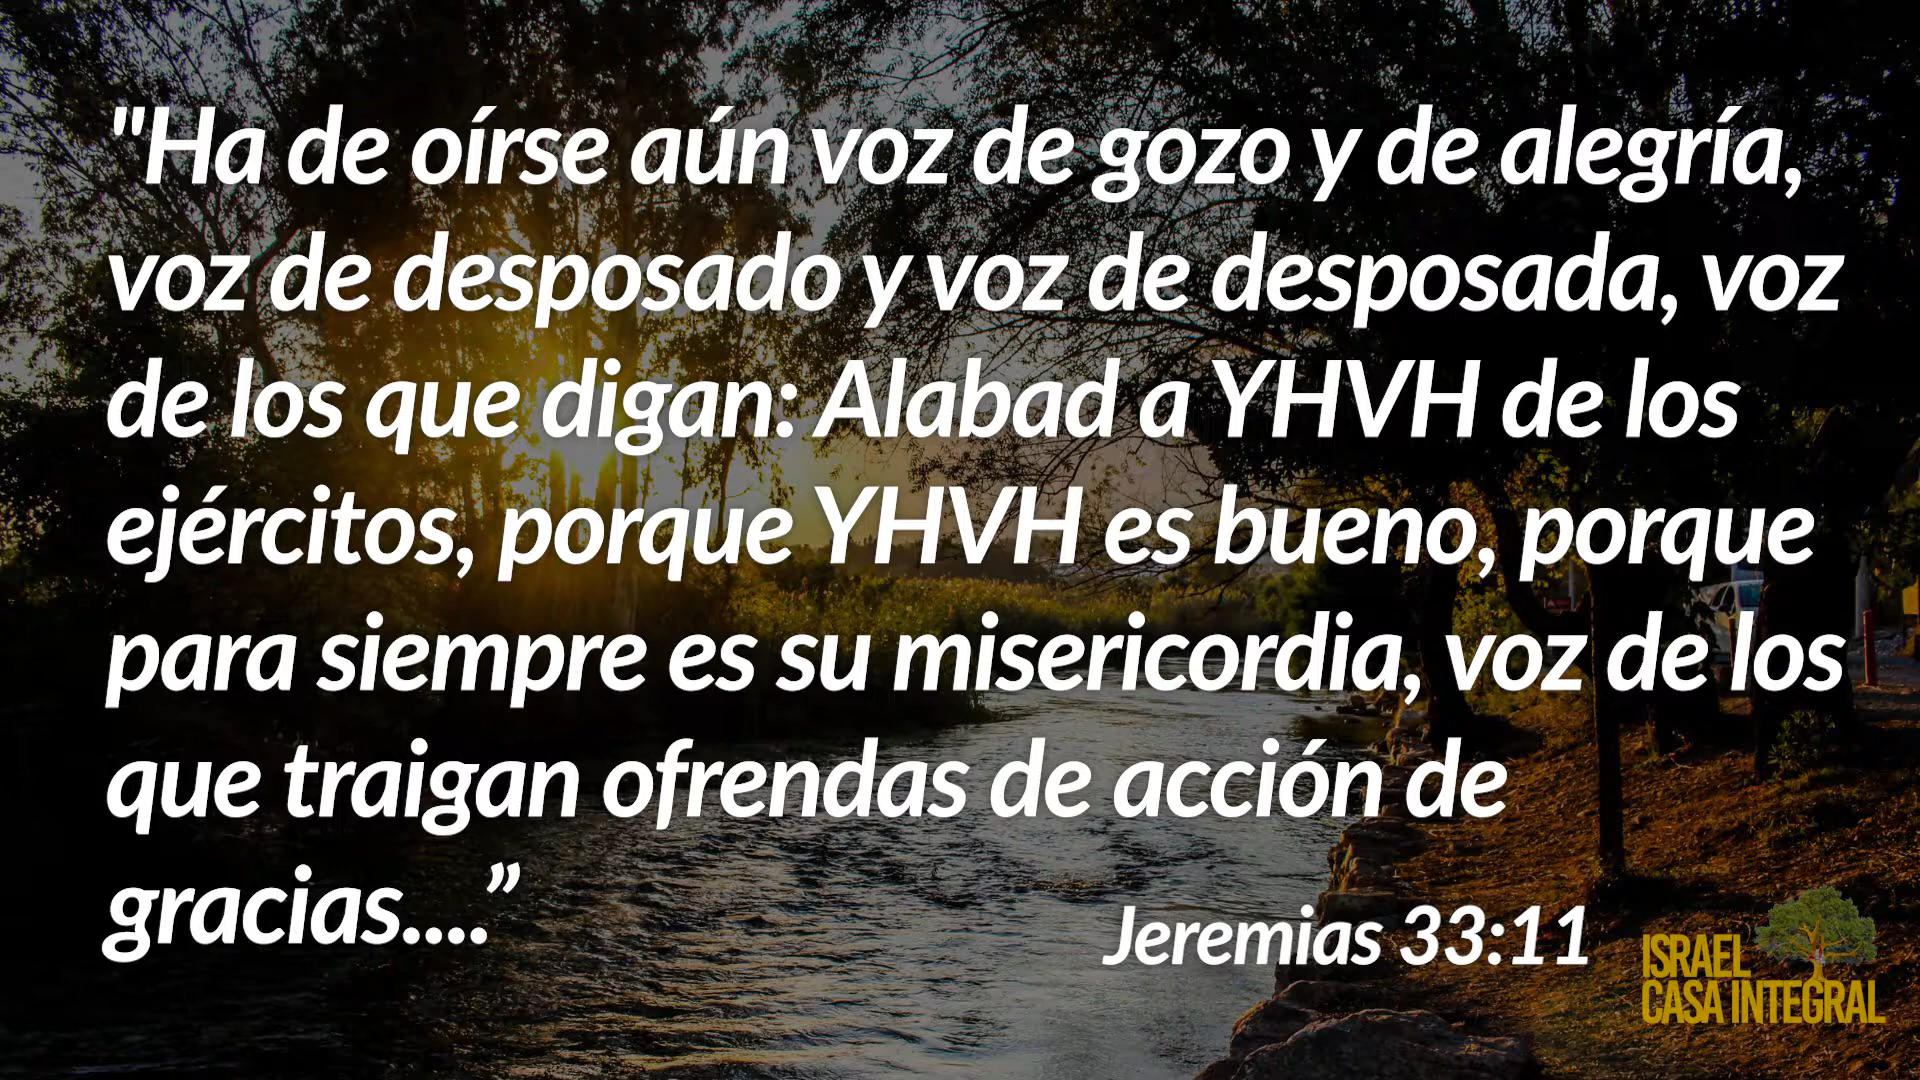 "Ha de oírse aún voz de gozo y de alegría,
voz de desposado y voz de desposada, voz
de los que digan: Alabad a YHVH de los
ejércitos, porque YHVH es bueno, porque
para siempre es su misericordia, voz de los
que traigan ofrendas de acción de
gracias....”
Jeremias 33:11
ISRAEL
CASA INTEGRAL